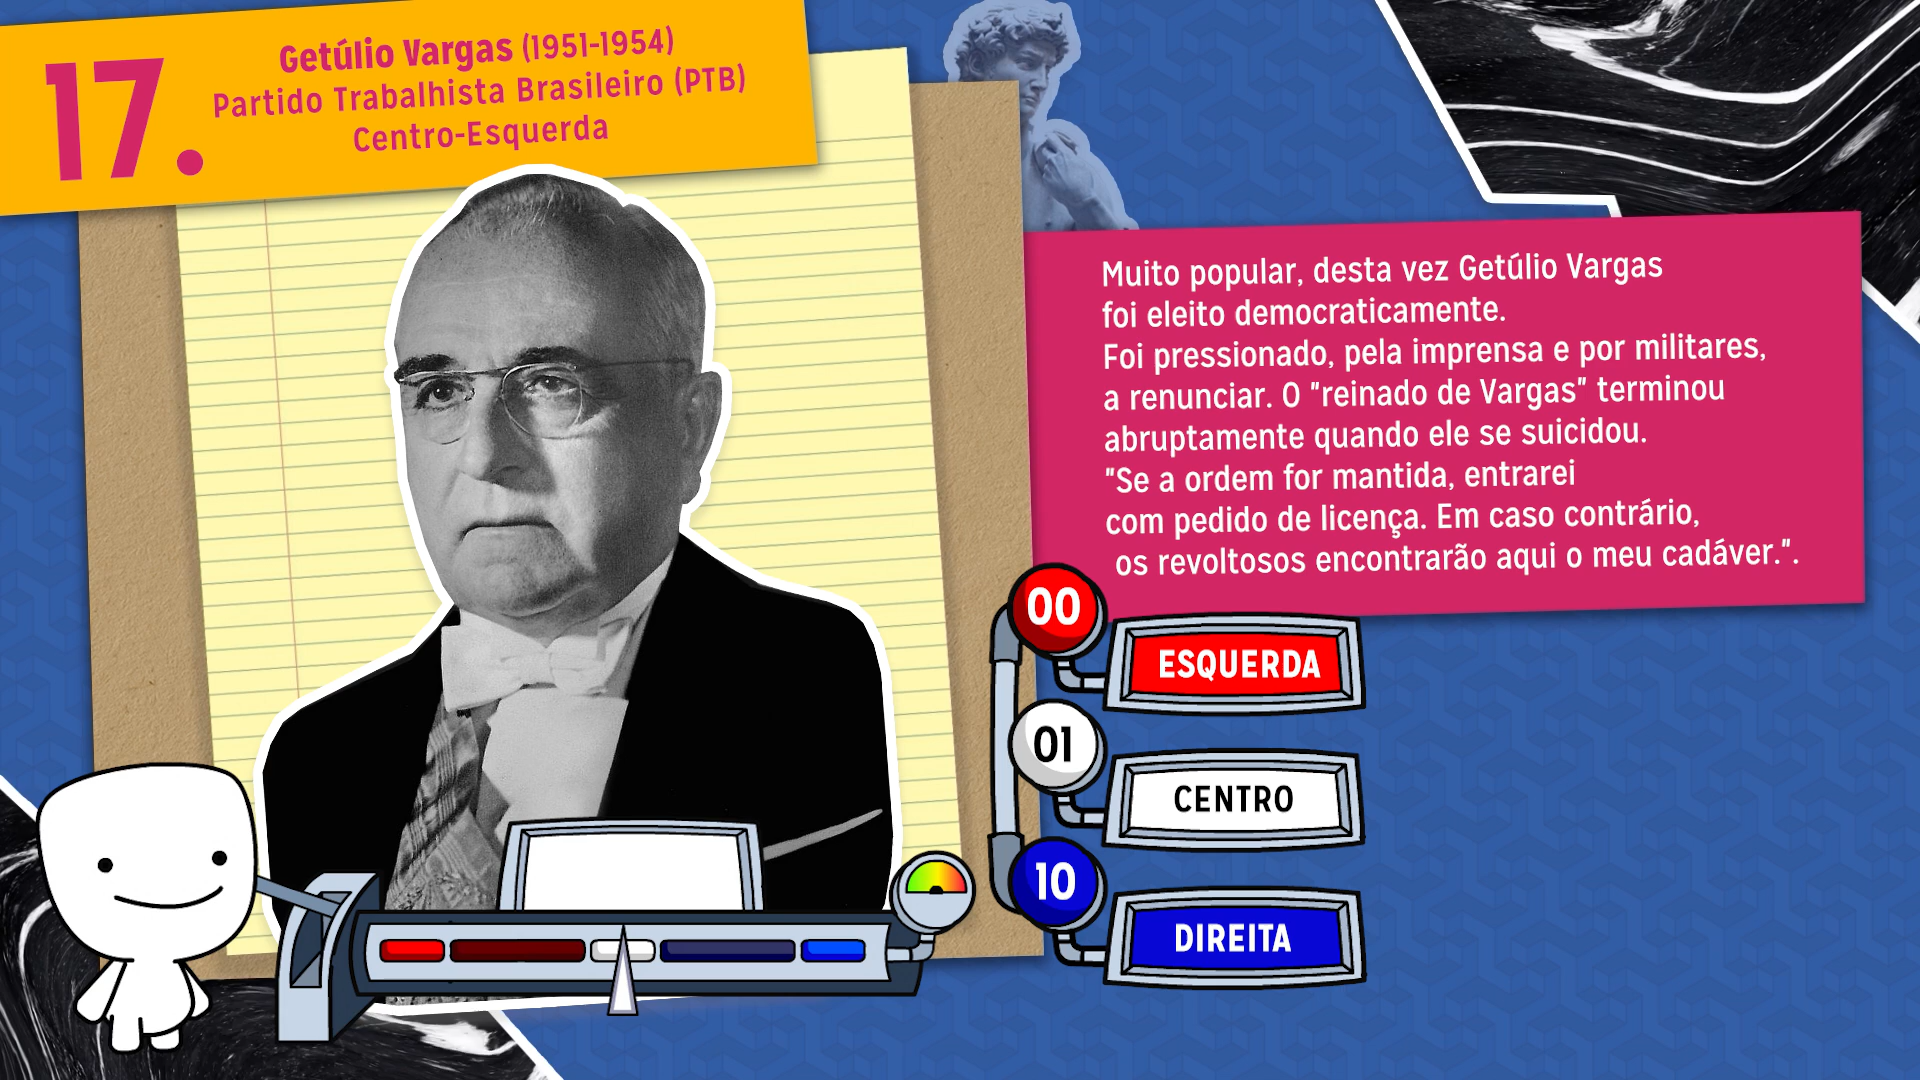 17.
Getúlio Vargas (1951-1954)
Partido Trabalhista Brasileiro (PTB)
Centro-Esquerda
Muito popular, desta vez Getúlio Vargas
foi eleito democraticamente.
Foi pressionado, pela imprensa e por militares,
a renunciar. O "reinado de Vargas" terminou
abruptamente quando ele se suicidou.
"Se a ordem for mantida, entrarei
com pedido de licença. Em caso contrário,
os revoltosos encontrarão aqui o meu cadáver.".
00
ESQUERDA
01
CENTRO
10
DIREITA